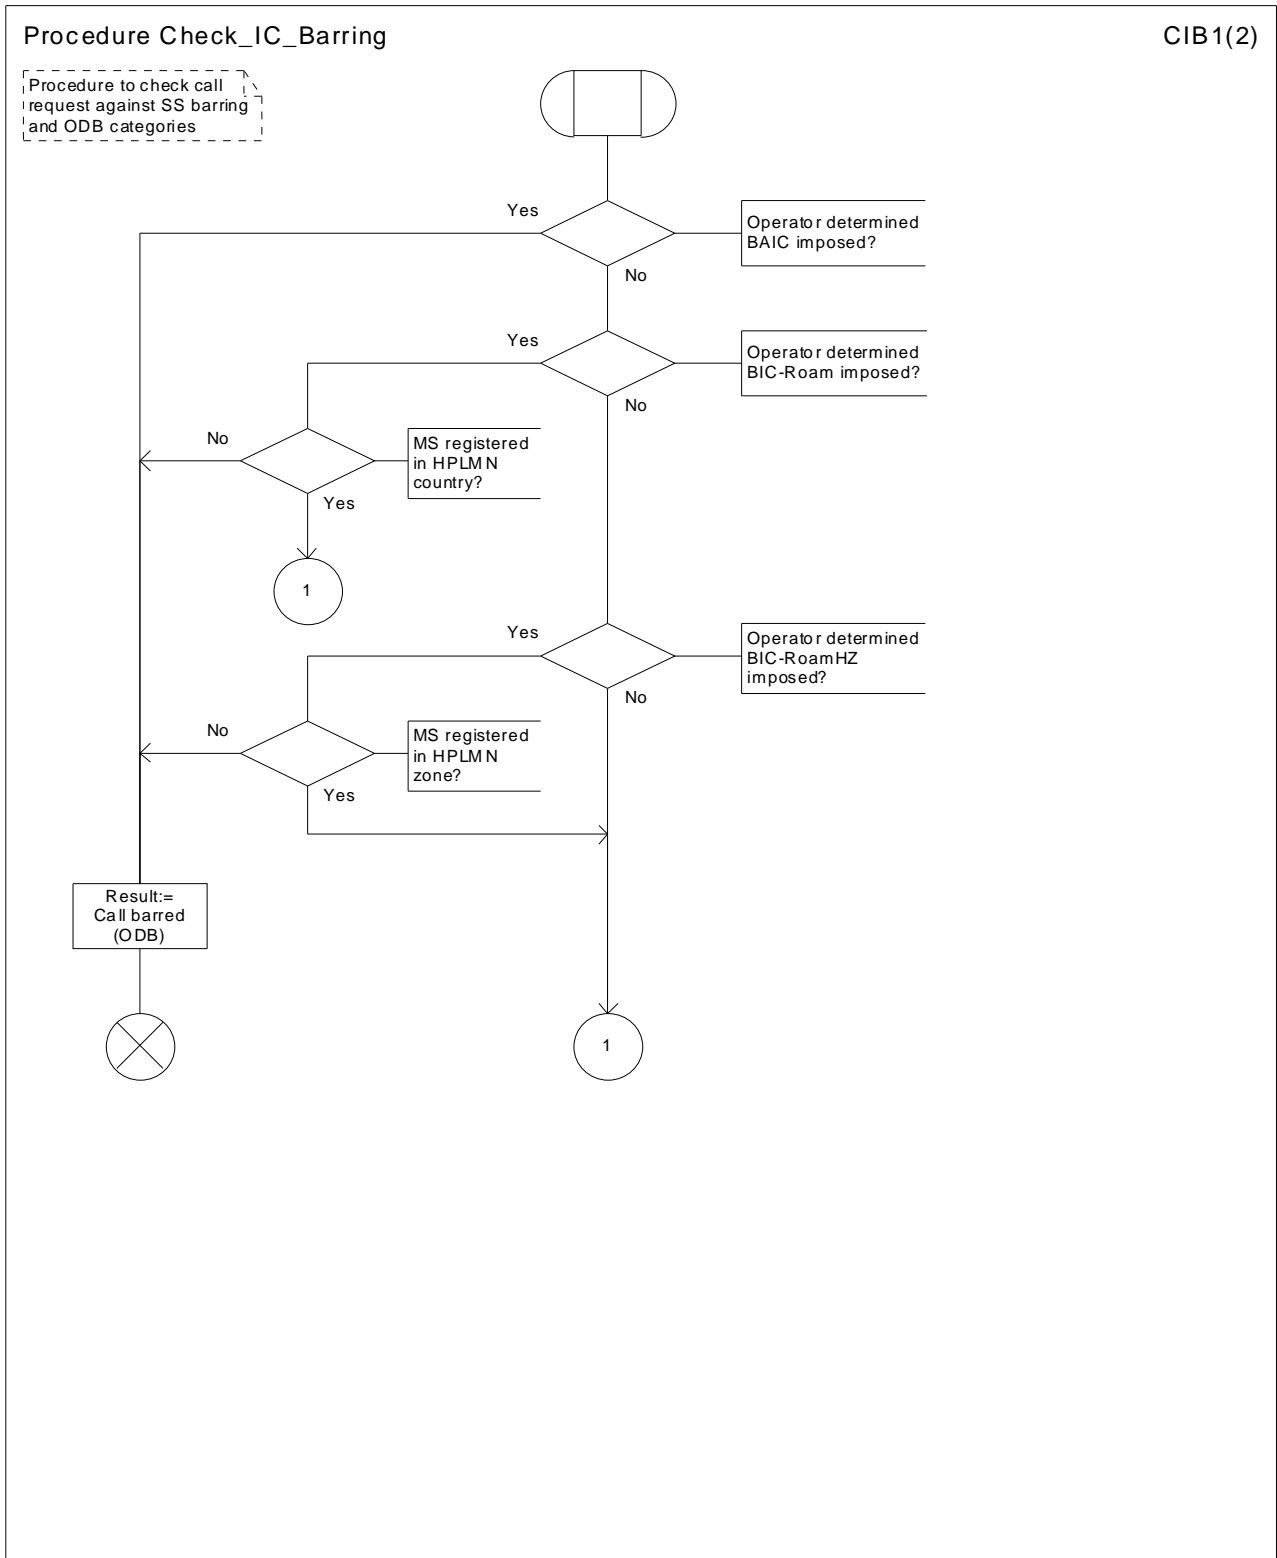 Procedure Check_IC_Barring
CIB1(2)
Procedure to check call
request against SS barring
and ODB categories
Yes
Operator determined
BAIC imposed?
No
Yes
Operator determined
BIC-Roam imposed?
No
No
MS registered
in HPLMN
country?
Yes
1
Yes
Operator determined
BIC-RoamHZ
imposed?
No
No
MS registered
in HPLMN
zone?
Yes
Result:=
Call barred
(ODB)
1